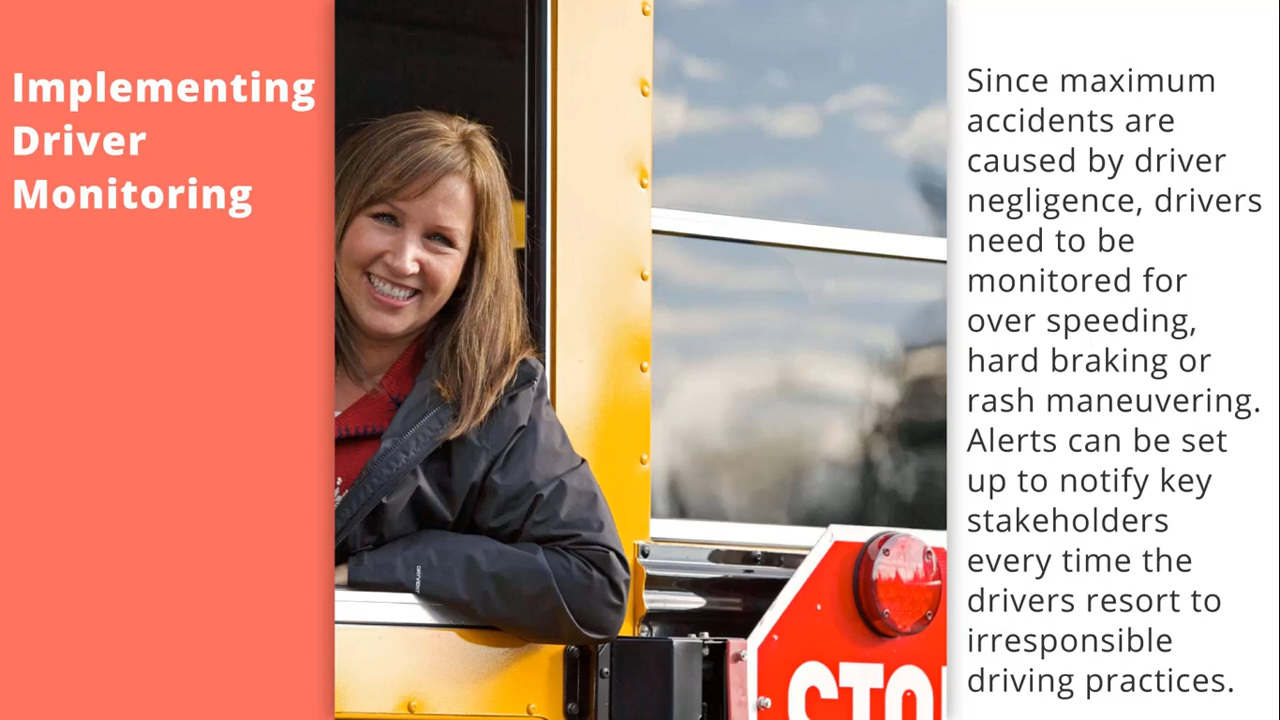 Implementing
Driver
Monitoring
Since maximum
accidents are
caused by driver
negligence, drivers
need to be
monitored for
over speeding,
hard braking or
rash maneuvering.
Alerts can be set
up to notify key
stakeholders
every time the
drivers resort to
irresponsible
driving practices.
STO